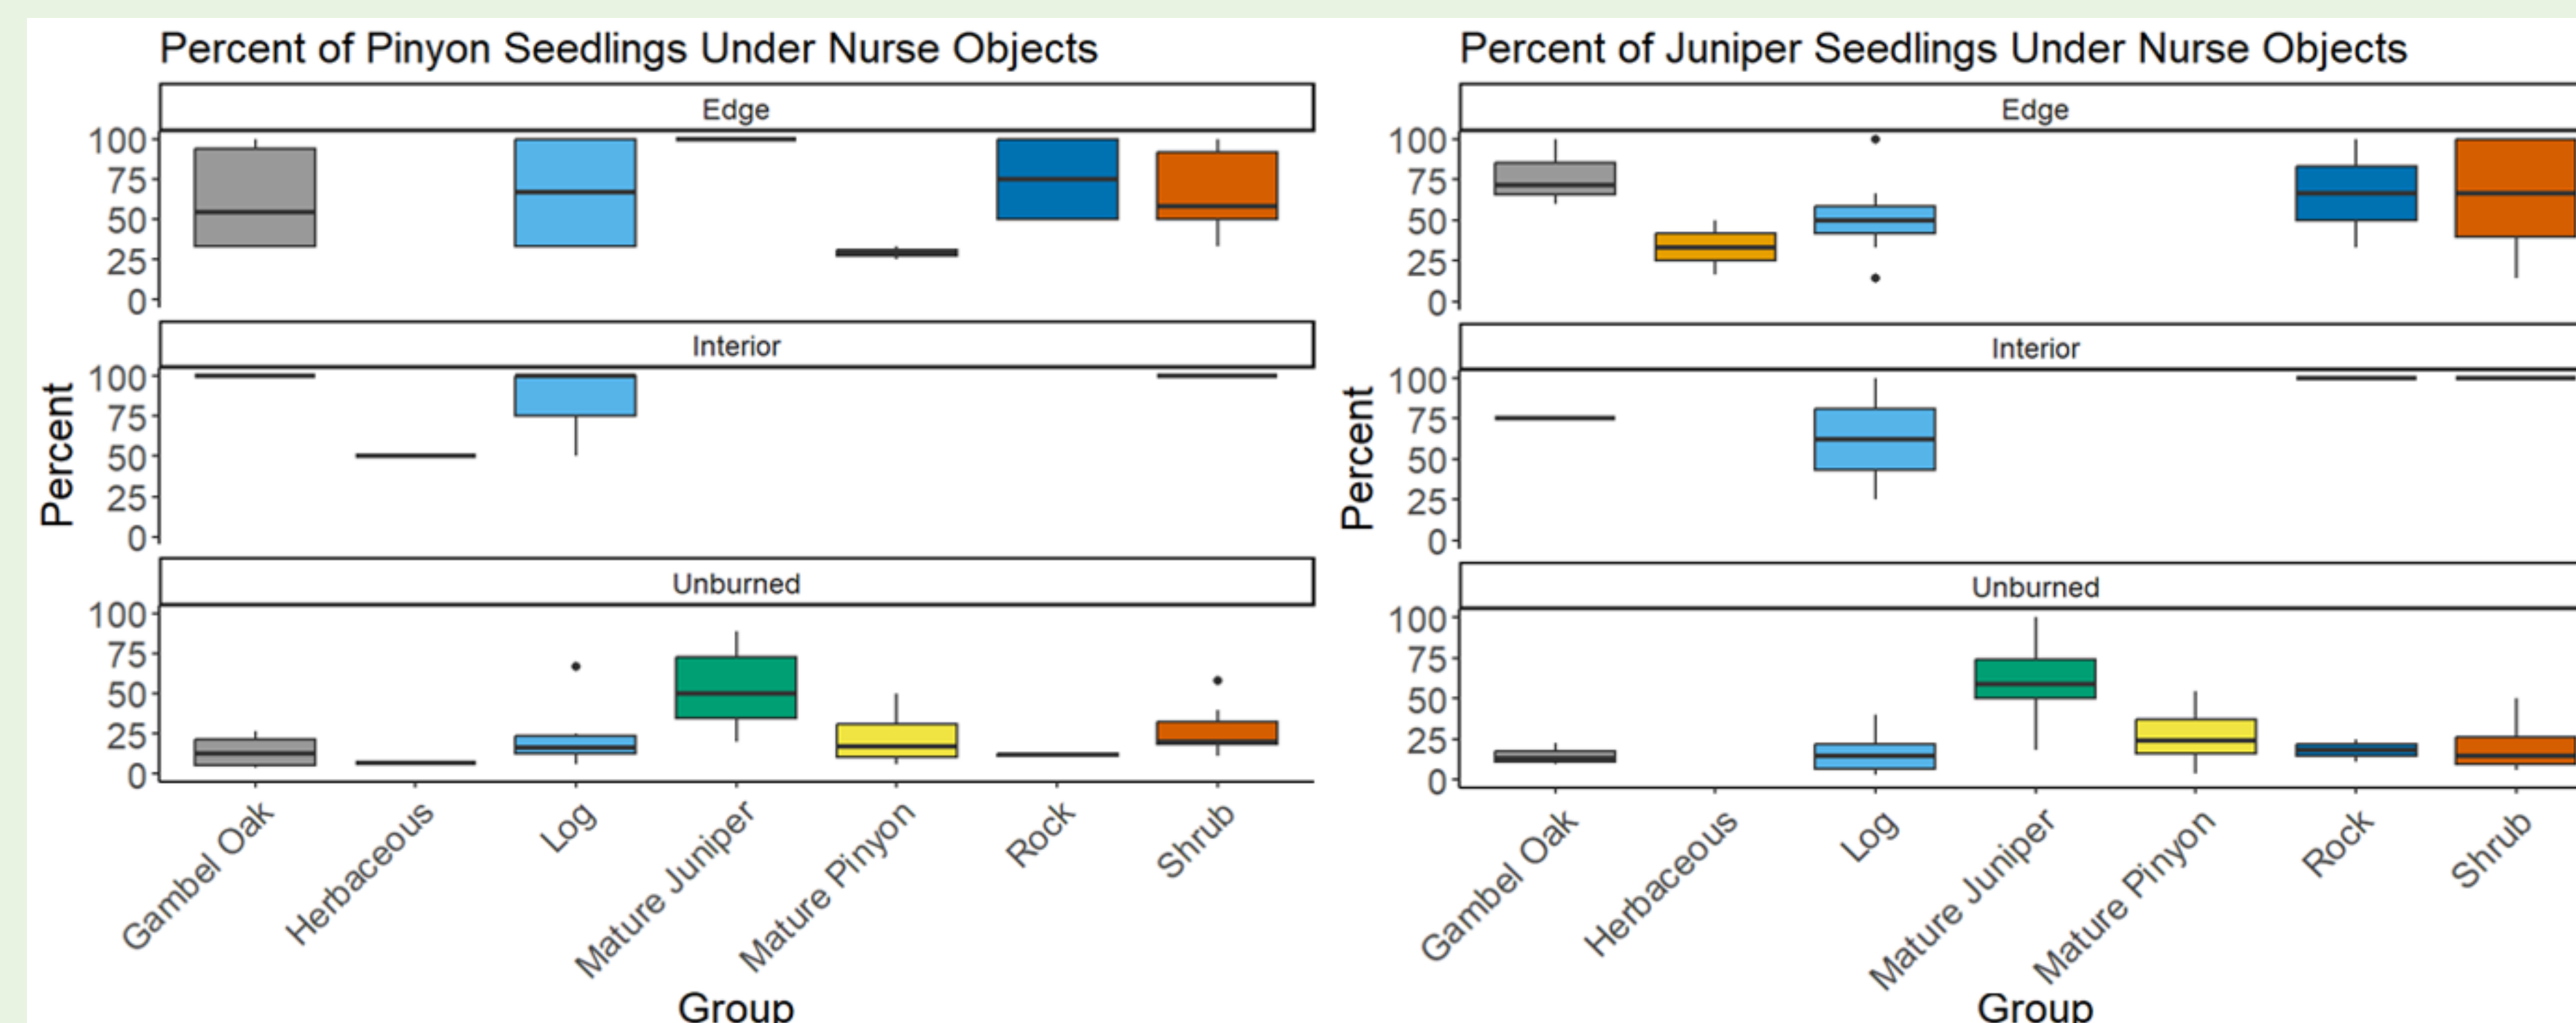 Percent of Pinyon Seedlings Under Nurse Objects
Edge
100
75
50
25
0
Interior
100
75
50
25
0
Unburned
100
75
50
25
0
Percent
Gambel Oak
Herbaceous
Log
Mature Juniper
Mature Pinyon
Rock
Shrub
Group
Percent of Juniper Seedlings Under Nurse Objects
Edge
100
75
50
25
0
Interior
100
75
50
25
0
Unburned
100
75
50
25
0
Percent
Gambel Oak
Herbaceous
Log
Mature Juniper
Mature Pinyon
Rock
Shrub
Group